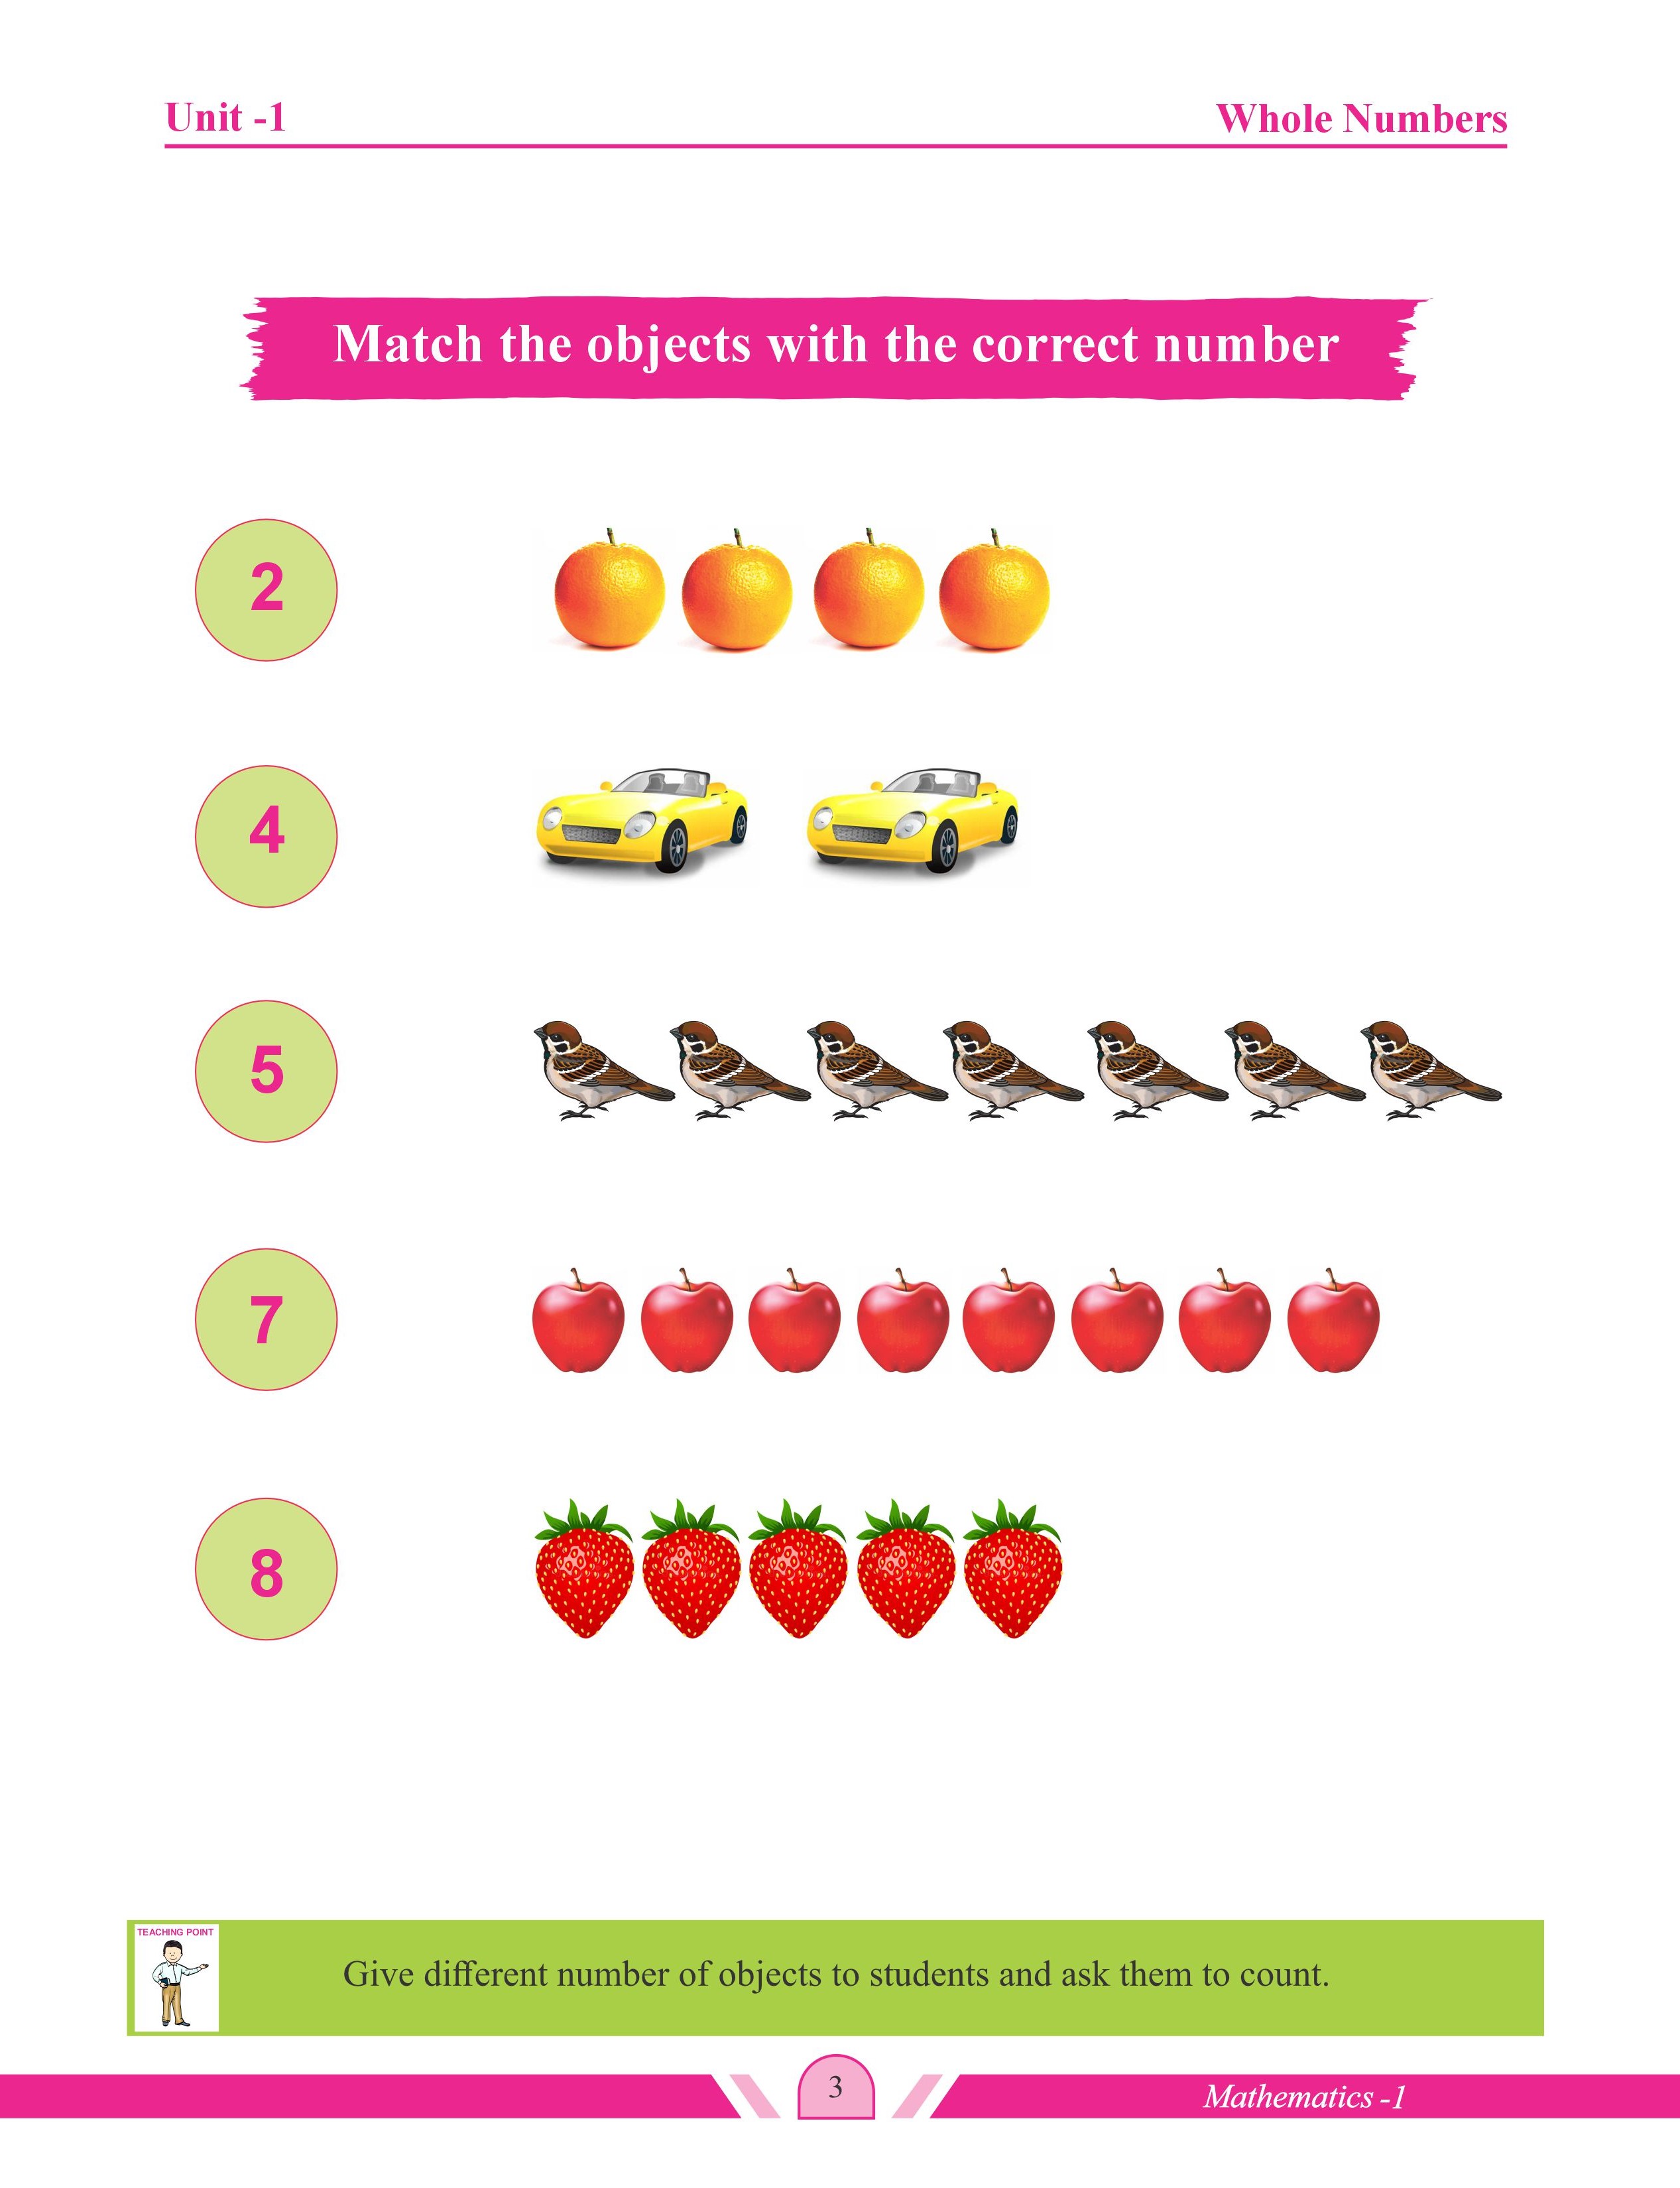 Unit -1
Whole Numbers
Match the objects with the correct number
2
4
5
7
8
TEACHING POINT
Give different number of objects to students and ask them to count.
3
Mathematics -1